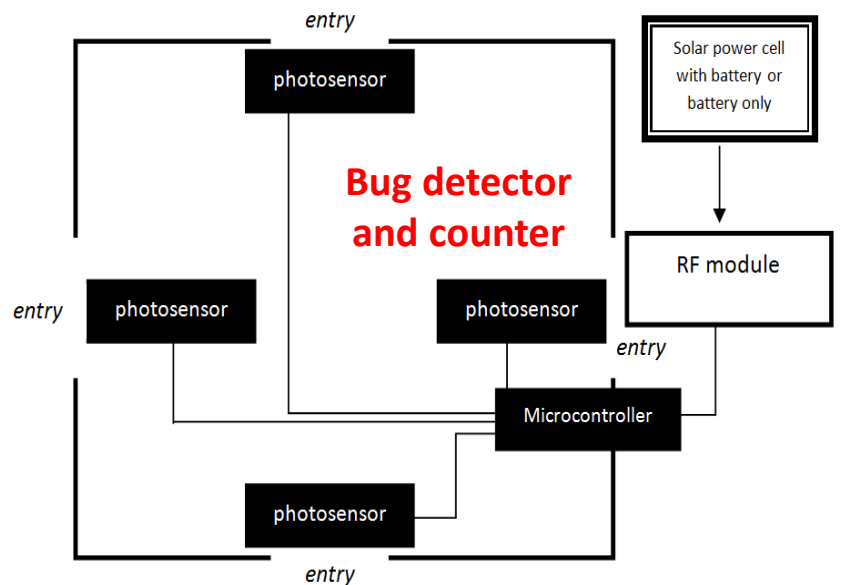 entry
photosensor
Solar power cell
with battery or
battery only
Bug detector
and counter
RF module
entry
photosensor
photosensor
entry
Microcontroller
photosensor
entry